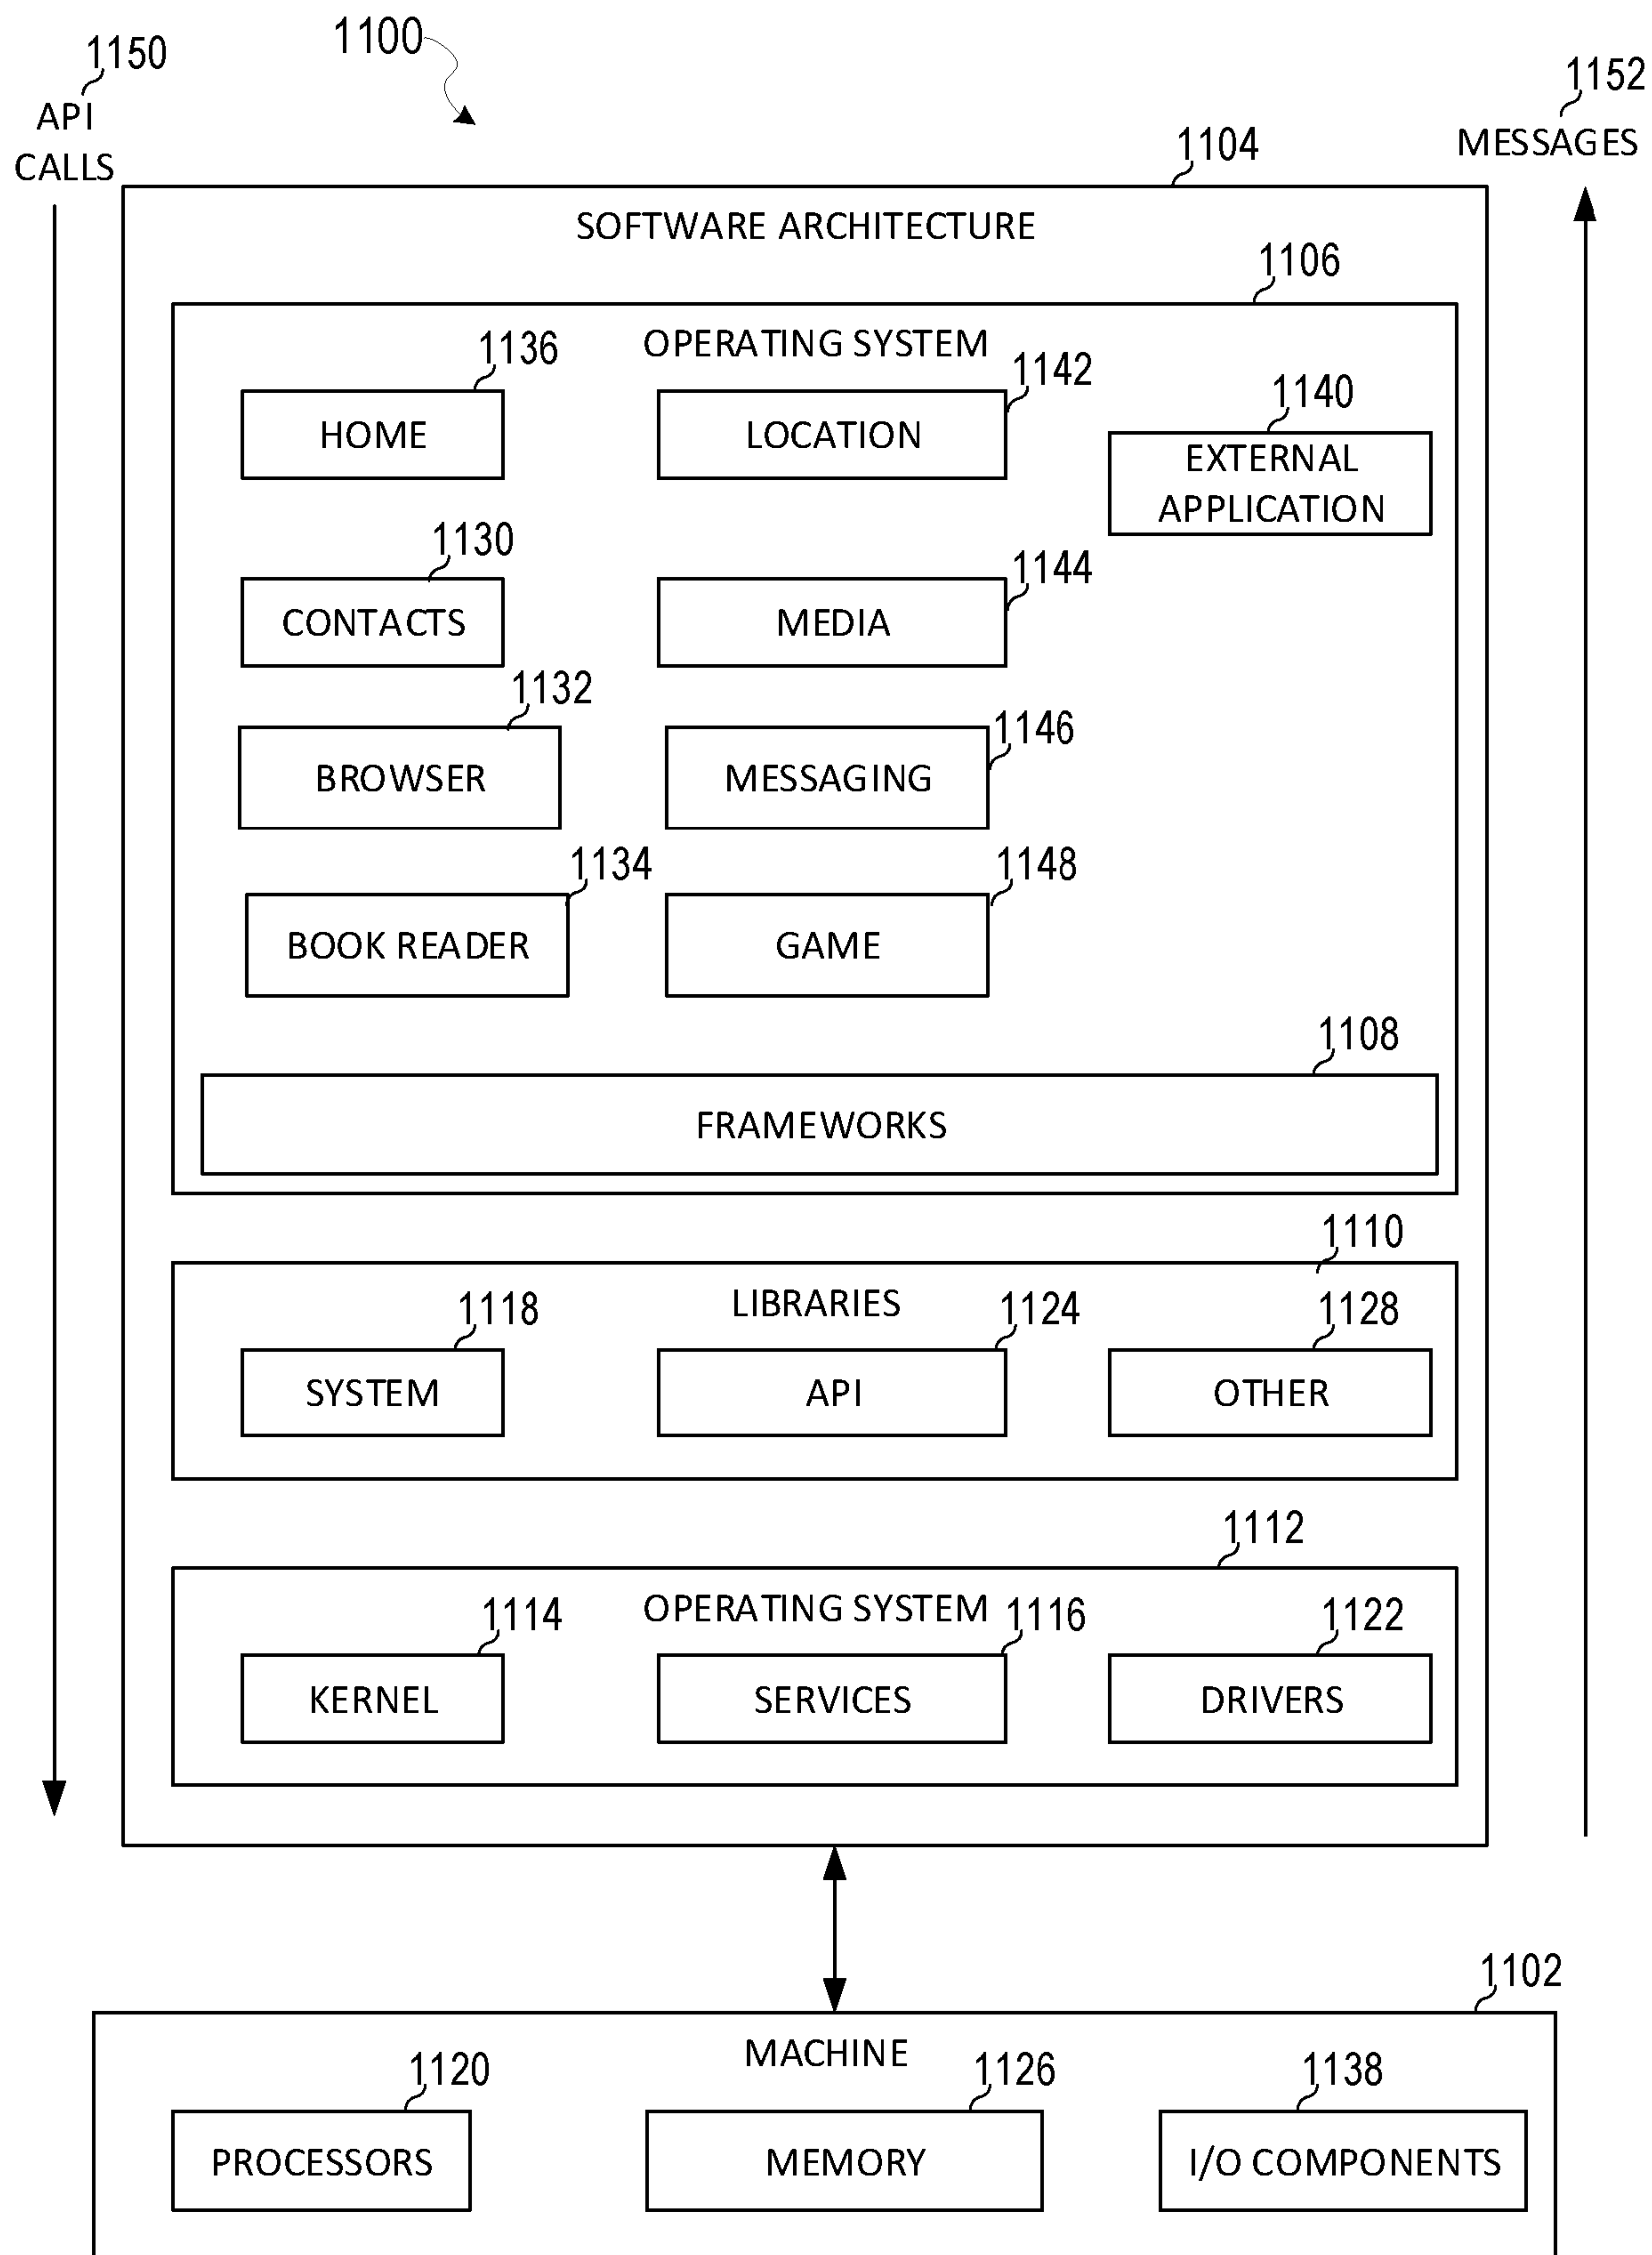 1100
1150
API
CALLS
1152
MESSAGES
1104
SOFTWARE ARCHITECTURE
1106
OPERATING SYSTEM
1136
HOME
1142
LOCATION
1140
EXTERNAL
APPLICATION
1130
CONTACTS
1144
MEDIA
1132
BROWSER
1146
MESSAGING
1134
BOOK READER
1148
GAME
1108
FRAMEWORKS
1110
LIBRARIES
1118
SYSTEM
1124
API
1128
OTHER
1112
OPERATING SYSTEM
1114
KERNEL
1116
SERVICES
1122
DRIVERS
1102
MACHINE
1120
PROCESSORS
1126
MEMORY
1138
I/O COMPONENTS